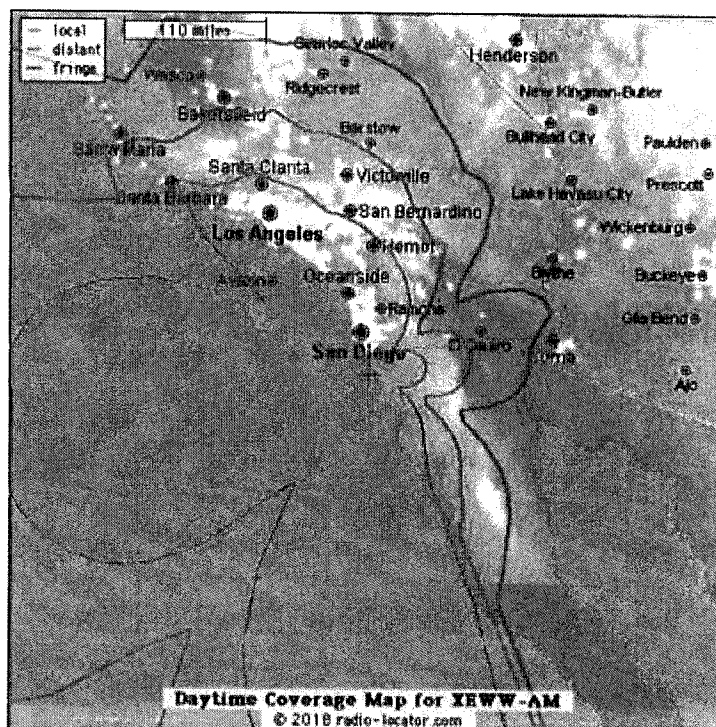 local
distant
fringe
110 miles
Searles Valley
Henderson
Wasco
Ridgecrest
New Kingman-Butler
Bakersfield
Bullhead City
Barstow
Santa Maria
Paulden
Santa Clarita
Victorville
Prescott
Santa Barbara
Lake Havasu City
San Bernardino
Los Angeles
Wickenburg
Hemet
Blythe
Avalon
Oceanside
Buckeye
Ramona
Gila Bend
San Diego
El Centro
Yuma
Ajo
Daytime Coverage Map for XEWW-AM
© 2018 radio-locator.com